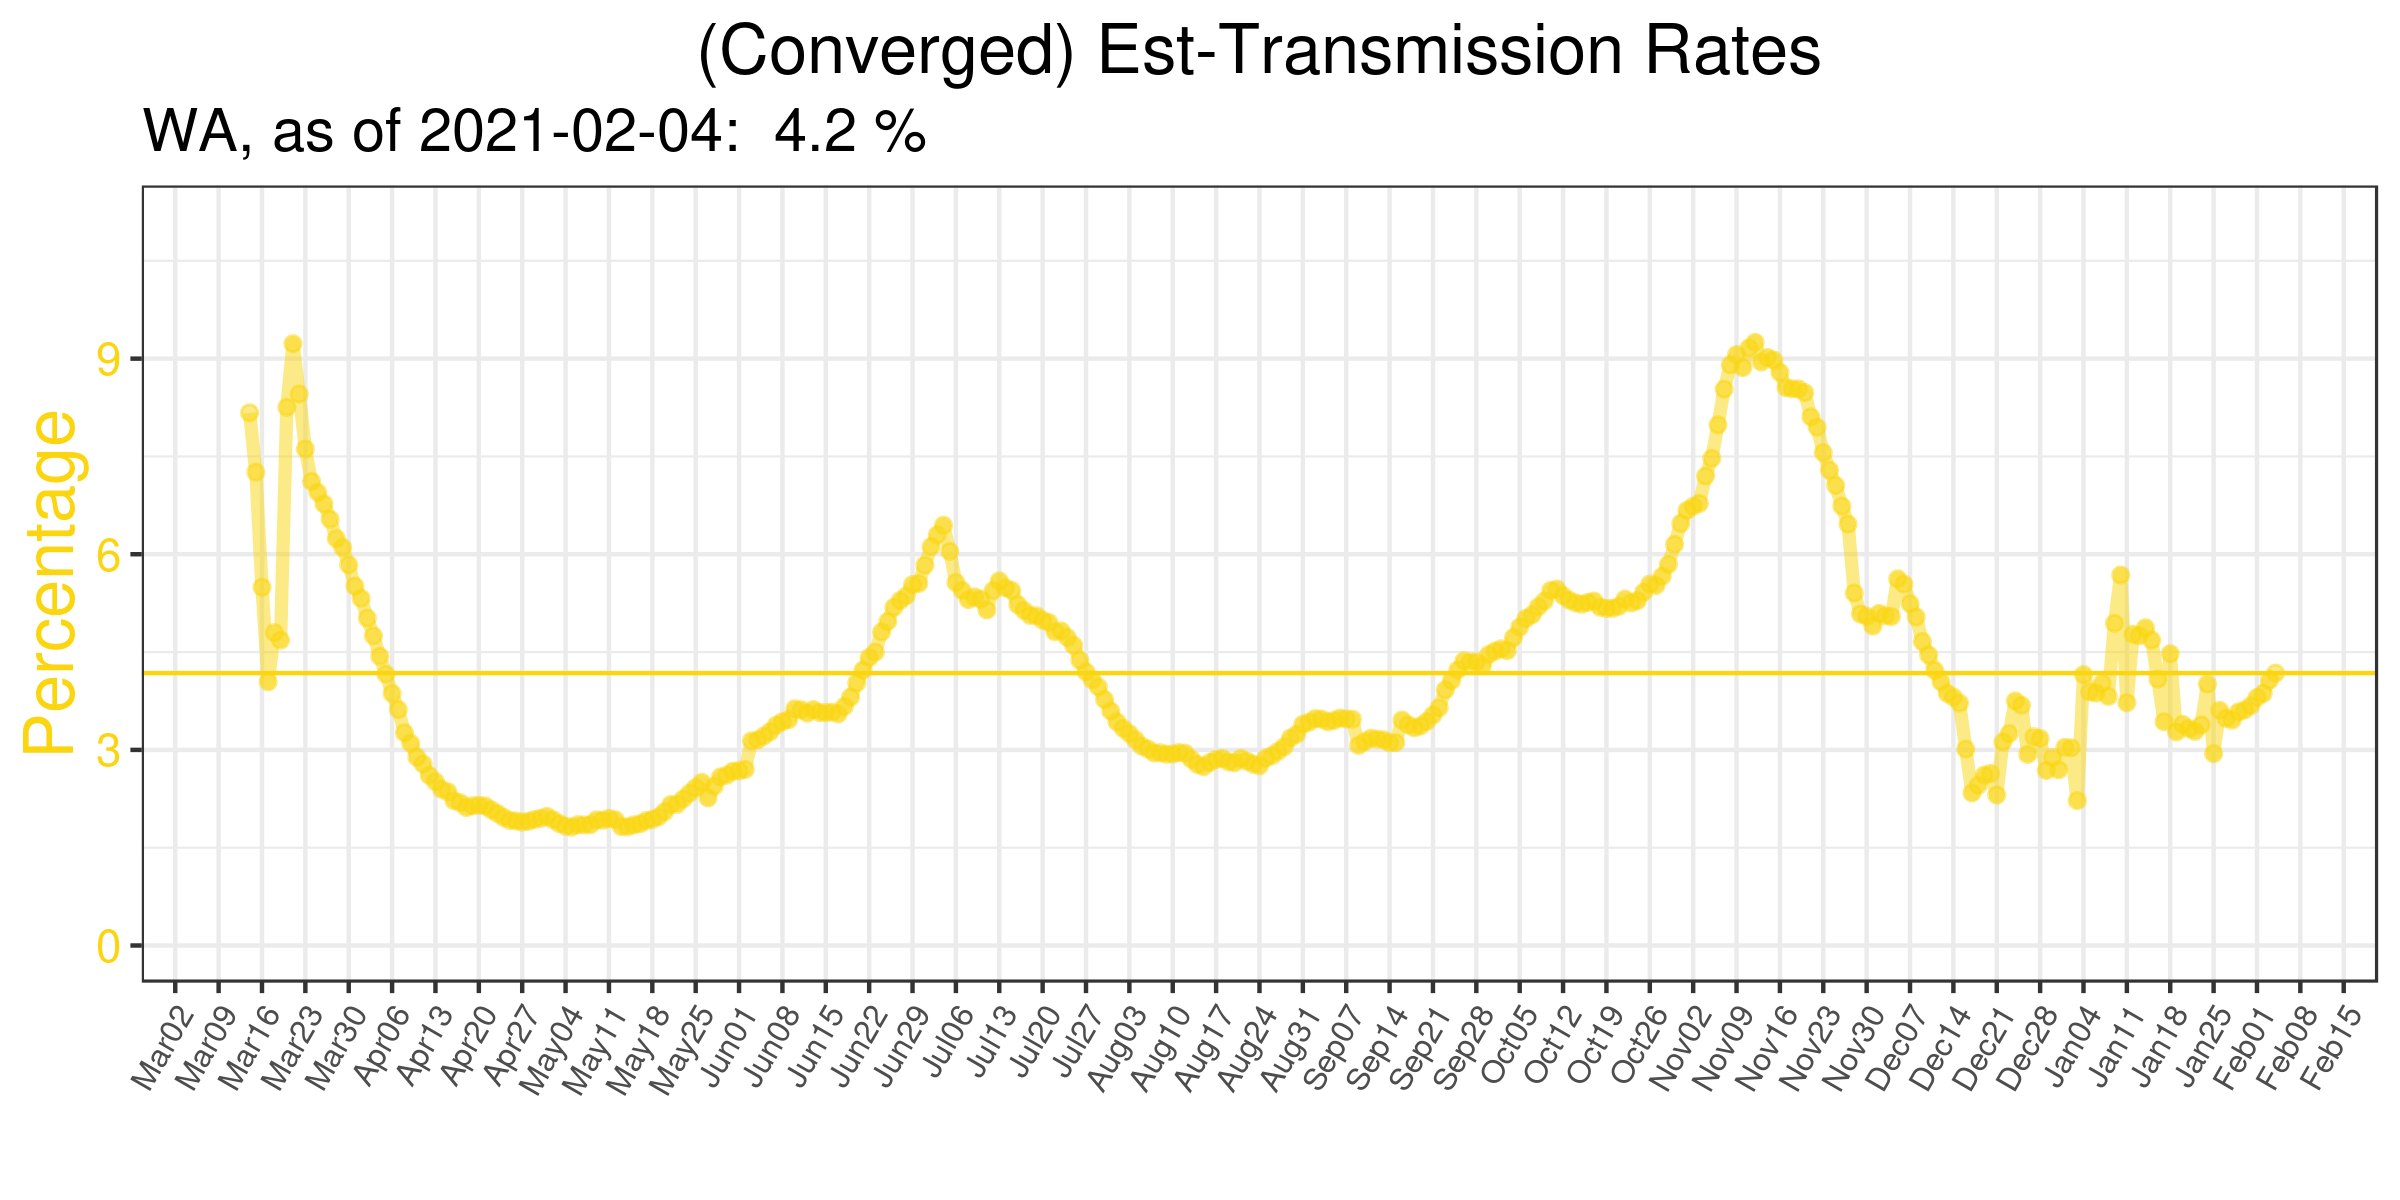 (Converged) Est-Transmission Rates
WA, as of 2021-02-04:  4.2 %
Percentage
9
6
3
0
Mar02
Mar09
Mar16
Mar23
Mar30
Apr06
Apr13
Apr20
Apr27
May04
May11
May18
May25
Jun01
Jun08
Jun15
Jun22
Jun29
Jul06
Jul13
Jul20
Jul27
Aug03
Aug10
Aug17
Aug24
Aug31
Sep07
Sep14
Sep21
Sep28
Oct05
Oct12
Oct19
Oct26
Nov02
Nov09
Nov16
Nov23
Nov30
Dec07
Dec14
Dec21
Dec28
Jan04
Jan11
Jan18
Jan25
Feb01
Feb08
Feb15